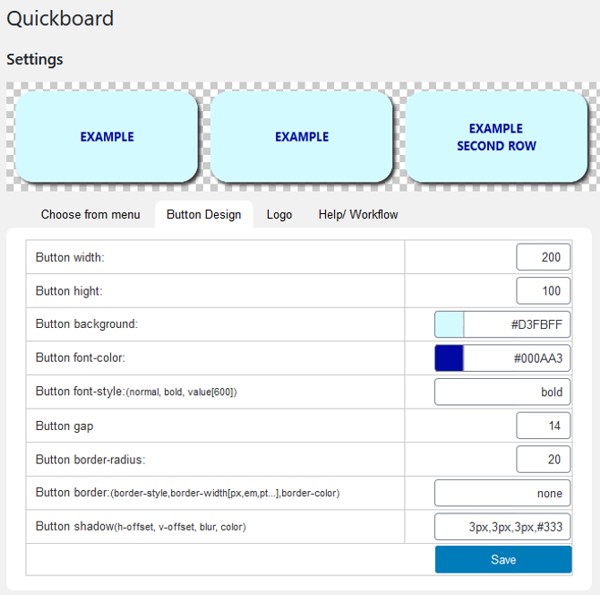 Quickboard
Settings
EXAMPLE
EXAMPLE
EXAMPLE
SECOND ROW
Choose from menu Button Design Logo Help/ Workflow
Button width: 200
Button hight: 100
Button background: #D3FBFF
Button font-color: #000AA3
Button font-style:(normal, bold, value[600]) bold
Button gap 14
Button border-radius: 20
Button border:(border-style,border-width[px,em,pt...],border-color) none
Button shadow(h-offset, v-offset, blur, color) 3px,3px,3px,#333
Save